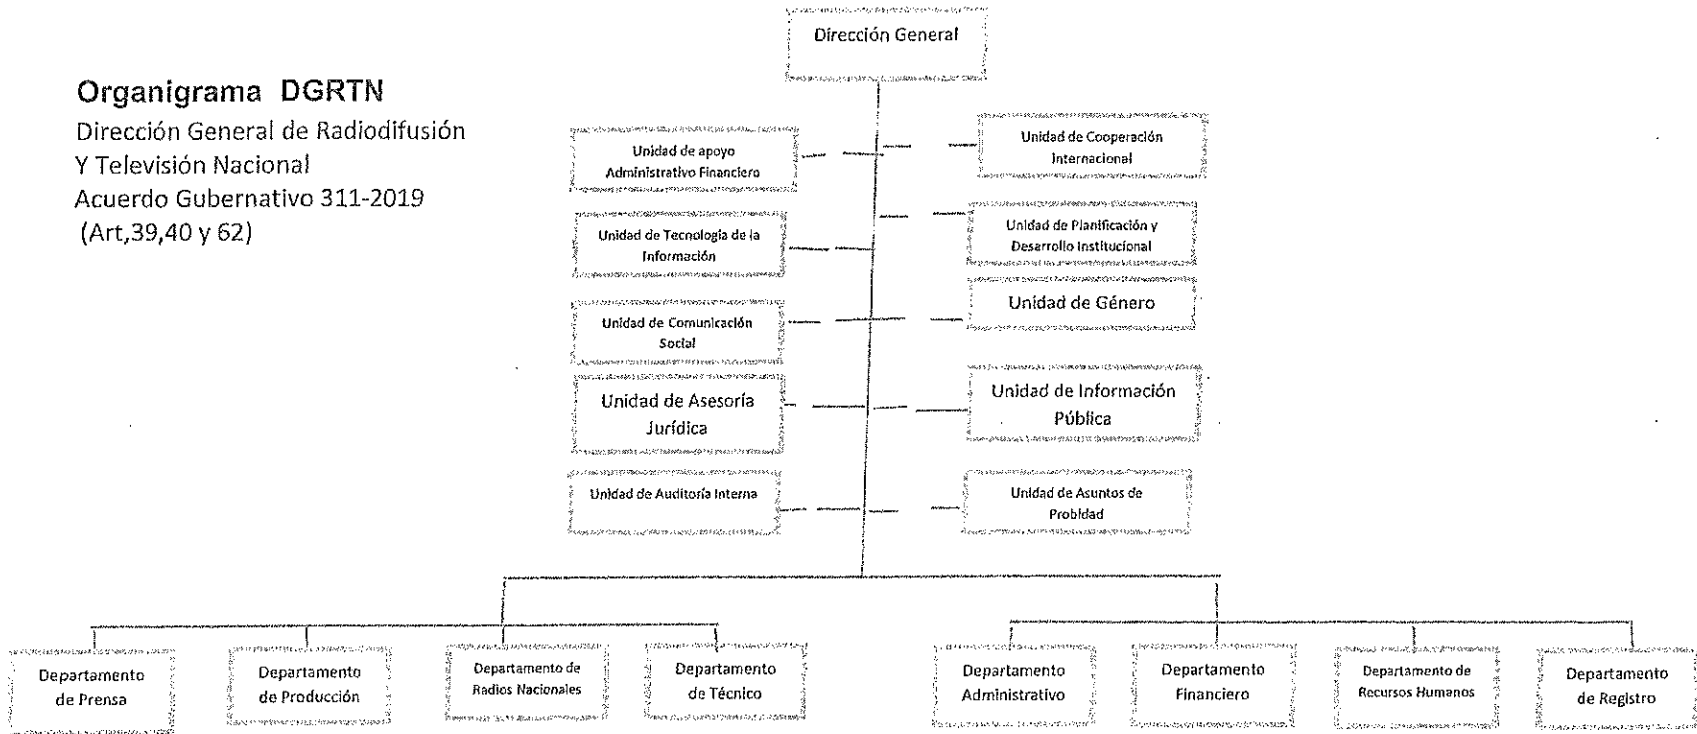 Dirección General
Organigrama DGRTN
Dirección General de Radiodifusión
Y Televisión Nacional
Acuerdo Gubernativo 311-2019
(Art,39,40 y 62)
Unidad de apoyo
Administrativo Financiero
Unidad de Cooperación
Internacional
Unidad de Tecnología de la
Información
Unidad de Planificación y
Desarrollo Institucional
Unidad de Comunicación
Social
Unidad de Género
Unidad de Asesoría
Jurídica
Unidad de Información
Pública
Unidad de Auditoría Interna
Unidad de Asuntos de
Probidad
Departamento
de Prensa
Departamento
de Producción
Departamento de
Radios Nacionales
Departamento
de Técnico
Departamento
Administrativo
Departamento
Financiero
Departamento de
Recursos Humanos
Departamento
de Registro